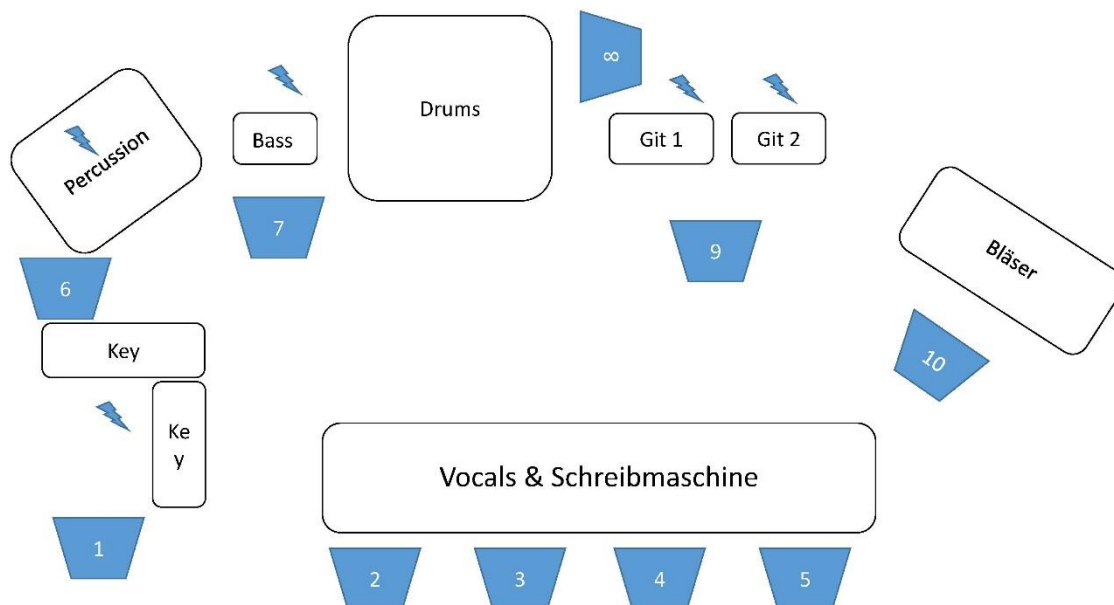 Drums
8
Percussion
Bass
Git 1
Git 2
7
9
Bläser
6
Key
10
Ke
y
Vocals & Schreibmaschine
1
2
3
4
5